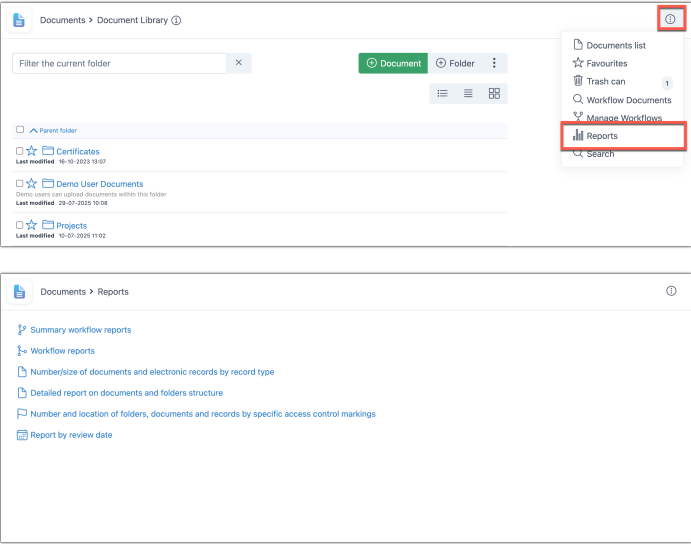 Documents > Document Library
Filter the current folder
Document
Folder
Documents list
Favourites
Trash can
1
Workflow Documents
Manage Workflows
Reports
Search
Parent folder
Certificates
Last modified 16-10-2023 13:07
Demo User Documents
Demo users can upload documents within this folder
Last modified 29-07-2025 10:08
Projects
Last modified 10-07-2025 11:02
Documents > Reports
Summary workflow reports
Workflow reports
Number/size of documents and electronic records by record type
Detailed report on documents and folders structure
Number and location of folders, documents and records by specific access control markings
Report by review date